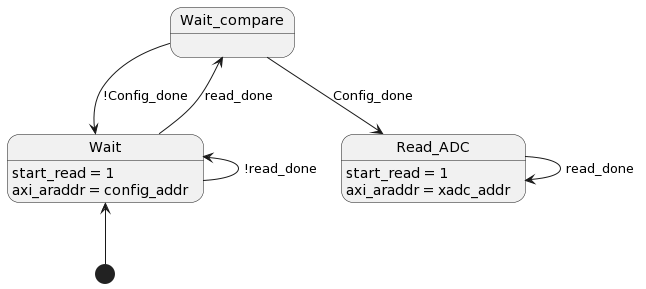 Wait_compare
!Config_done
read_done
Config_done
Wait
start_read = 1
axi_araddr = config_addr
!read_done
Read_ADC
start_read = 1
axi_araddr = xadc_addr
read_done